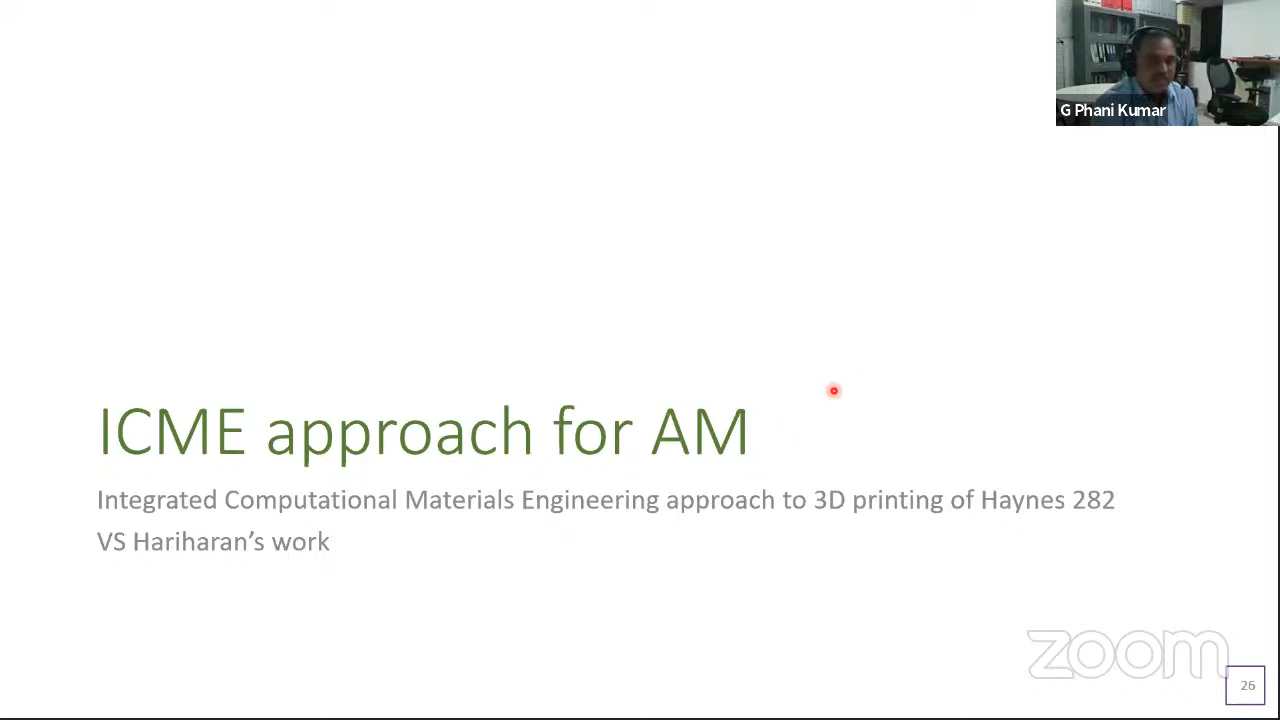 G Phani Kumar
ICME approach for AM
Integrated Computational Materials Engineering approach to 3D printing of Haynes 282
VS Hariharan’s work
zoom
26